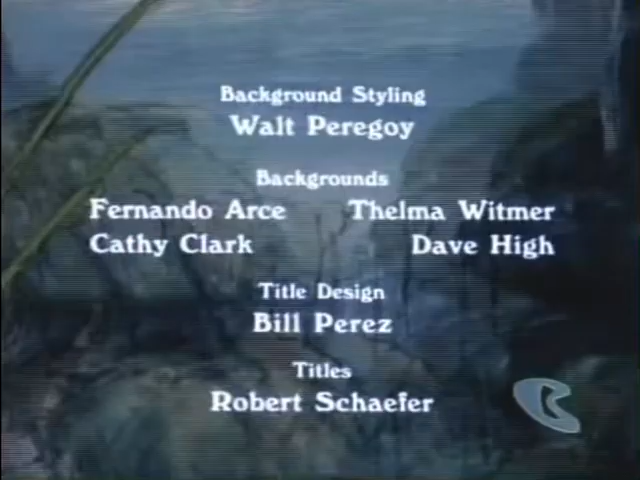 Background Styling
Walt Peregoy
Backgrounds
Fernando Arce Thelma Witmer
Cathy Clark Dave High
Title Design
Bill Perez
Titles
Robert Schaefer